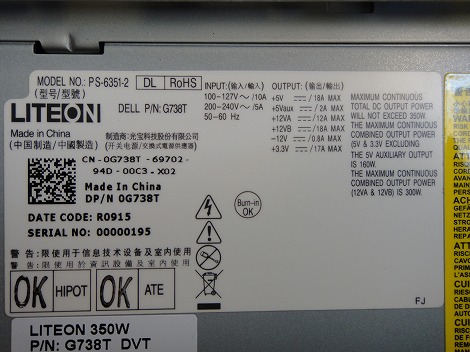 MODEL NO.: PS-6351-2 DL RoHS
(型号/型號)
LITEON DELL P/N: G738T
Made in China
(中国制造/中國製造)
制造商:光宝科技股份有限公司
(开关电源/交換式電源供應器)
INPUT: (输入/輸入)
100-127V～/10A
200-240V～/5A
50-60 Hz
OUTPUT: (输出/輸出)
+5V ⎓ /18A MAX
+5Vaux ⎓ /2A MAX
+12VA ⎓ /18A MAX
+12VB ⎓ /18A MAX
-12V ⎓ /0.8A MAX
+3.3V ⎓ /17A MAX
MAXIMUM CONTINUOUS
TOTAL DC OUTPUT POWER
WILL NOT EXCEED 350W.
MAXIMUM CONTINUOUS
COMBINED OUTPUT POWER
(5V & 3.3V EXCLUDING
THE 5V AUXILIARY OUTPUT
IS 160W.
MAXIMUM CONTINUOUS
COMBINED OUTPUT POWER
(12VA & 12VB) IS 300W.
CN-0G738T-69702-
94D-00C3-X02
Made In China
DP/N 0G738T
DATE CODE: R0915
SERIAL NO: 00000195
Burn-in
OK
警告:限使用于信息技术设备及室内使用
警告:限使用於資訊設備及室內使用
OK HIPOT OK ATE
FJ
LITEON 350W
P/N: G738T DVT